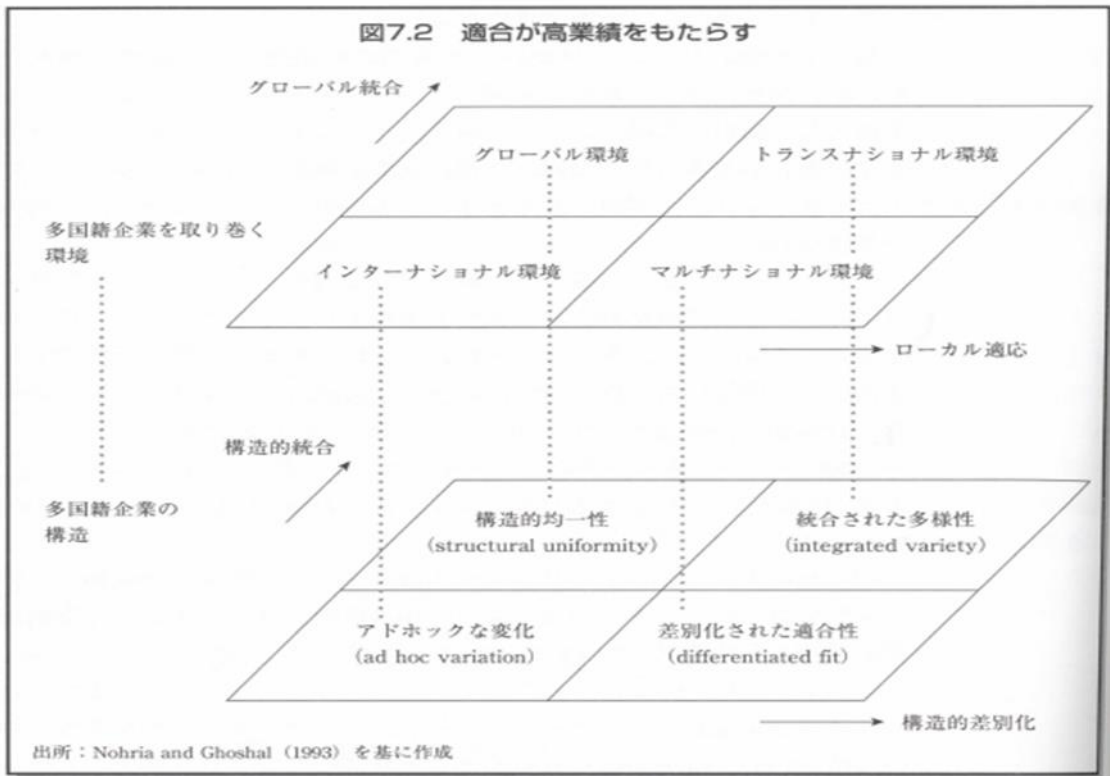 図7.2 適合が高業績をもたらす
グローバル統合
グローバル環境
トランスナショナル環境
多国籍企業を取り巻く
環境
インターナショナル環境
マルチナショナル環境
ローカル適応
構造的統合
多国籍企業の
構造
構造的均一性
(structural uniformity)
統合された多様性
(integrated variety)
アドホックな変化
(ad hoc variation)
差別化された適合性
(differentiated fit)
構造的差別化
出所：Nohria and Ghoshal（1993）を基に作成